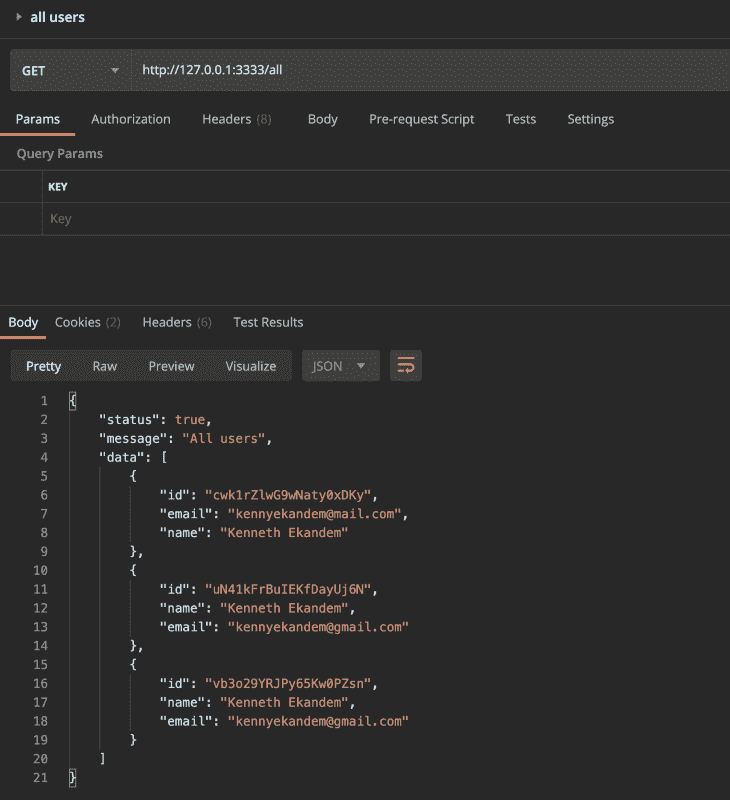 all users
GET http://127.0.0.1:3333/all
Params Authorization Headers (8) Body Pre-request Script Tests Settings
Query Params
KEY
Key
Body Cookies (2) Headers (6) Test Results
Pretty Raw Preview Visualize JSON
1 {
2 "status": true,
3 "message": "All users",
4 "data": [
5 {
6 "id": "cwk1rZlwG9wNaty0xDKy",
7 "email": "kennyekandem@mail.com",
8 "name": "Kenneth Ekandem"
9 },
10 {
11 "id": "uN41kFrBuIEKfDayUj6N",
12 "name": "Kenneth Ekandem",
13 "email": "kennyekandem@gmail.com"
14 },
15 {
16 "id": "vb3o29YRJPy65Kw0PZsn",
17 "name": "Kenneth Ekandem",
18 "email": "kennyekandem@gmail.com"
19 }
20 ]
21 }